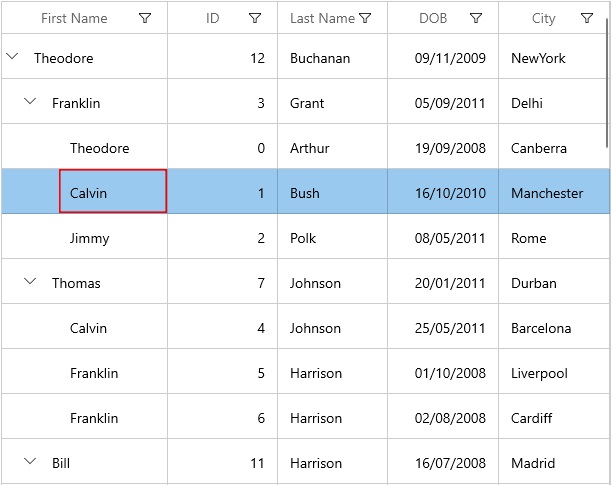 First Name ID Last Name DOB City
Theodore 12 Buchanan 09/11/2009 NewYork
Franklin 3 Grant 05/09/2011 Delhi
Theodore 0 Arthur 19/09/2008 Canberra
Calvin 1 Bush 16/10/2010 Manchester
Jimmy 2 Polk 08/05/2011 Rome
Thomas 7 Johnson 20/01/2011 Durban
Calvin 4 Johnson 25/05/2011 Barcelona
Franklin 5 Harrison 01/10/2008 Liverpool
Franklin 6 Harrison 02/08/2008 Cardiff
Bill 11 Harrison 16/07/2008 Madrid